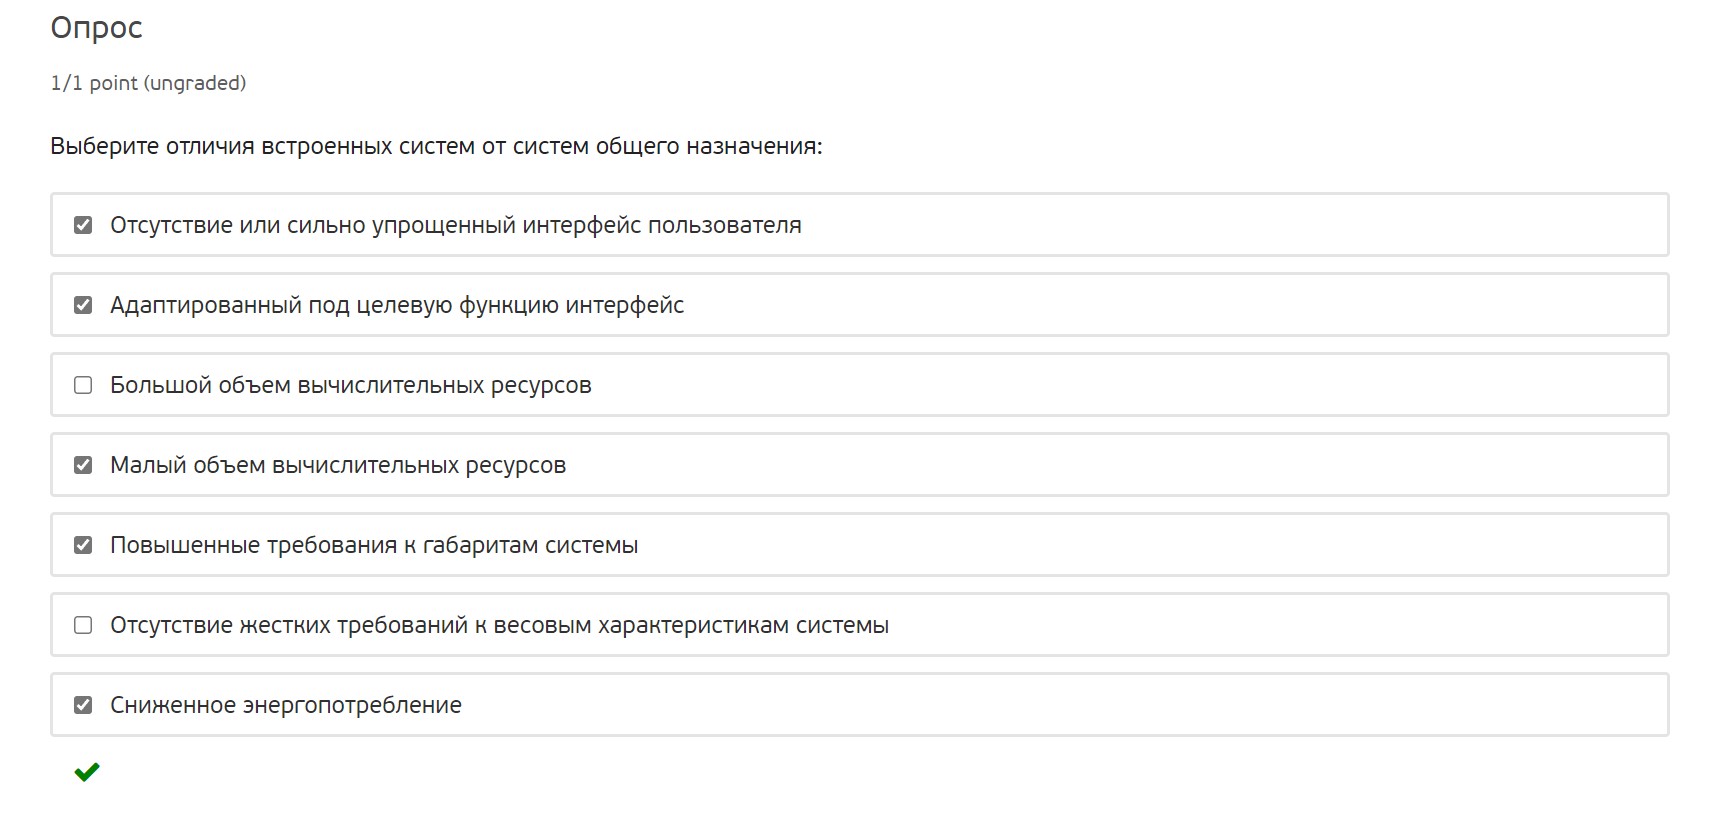 Опрос
1/1 point (ungraded)
Выберите отличия встроенных систем от систем общего назначения:
Отсутствие или сильно упрощенный интерфейс пользователя
Адаптированный под целевую функцию интерфейс
Большой объем вычислительных ресурсов
Малый объем вычислительных ресурсов
Повышенные требования к габаритам системы
Отсутствие жестких требований к весовым характеристикам системы
Сниженное энергопотребление